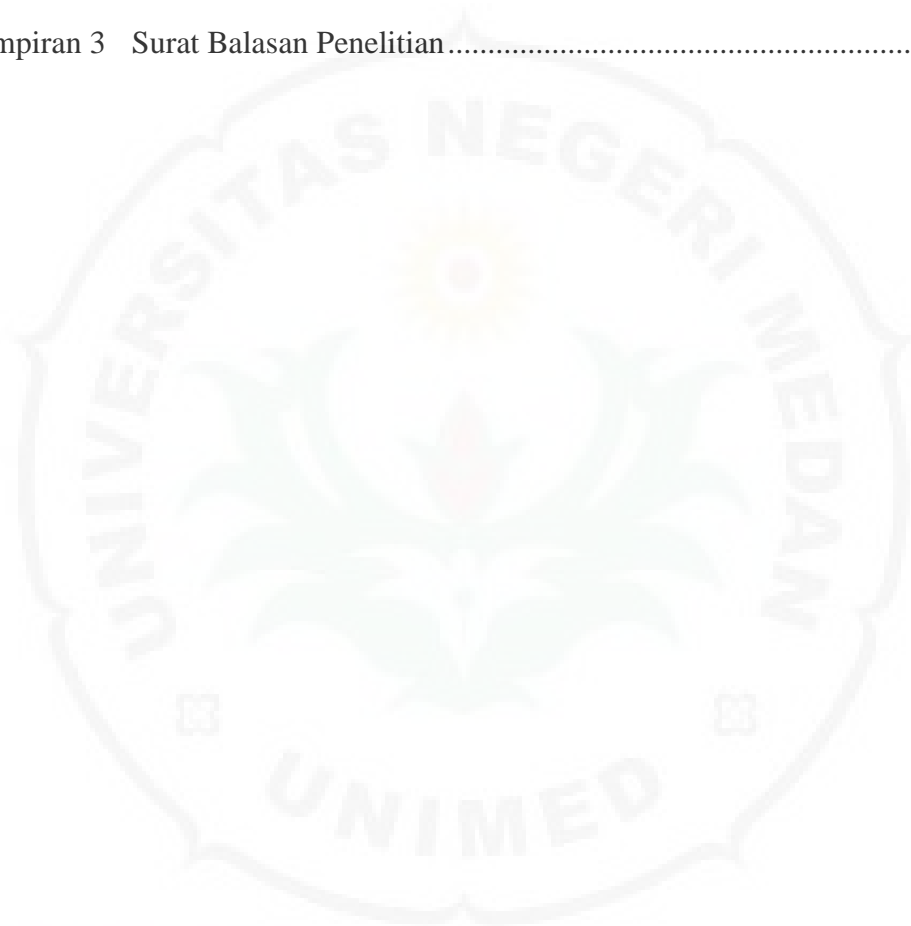 mpiran 3 Surat Balasan Penelitian......................................................
UNIVERSITAS NEGERI MEDAN
UNIMED